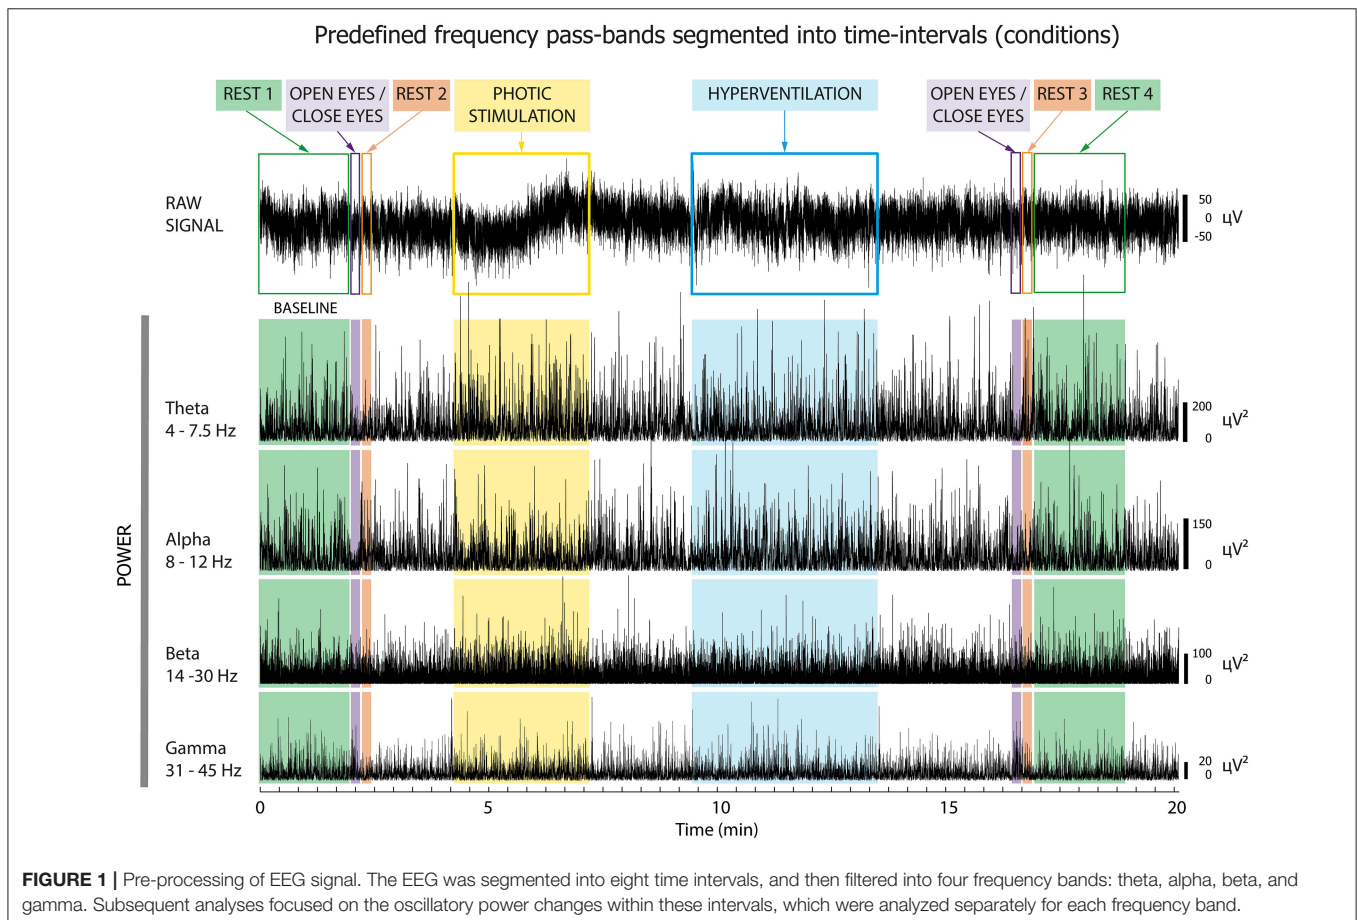 Predefined frequency pass-bands segmented into time-intervals (conditions)
REST 1
OPEN EYES /
CLOSE EYES
REST 2
PHOTIC
STIMULATION
HYPERVENTILATION
OPEN EYES /
CLOSE EYES
REST 3
REST 4
RAW
SIGNAL
50
0
-50
µV
BASELINE
POWER
Theta
4 - 7.5 Hz
200
0
µV²
Alpha
8 - 12 Hz
150
0
µV²
Beta
14 -30 Hz
100
0
µV²
Gamma
31 - 45 Hz
20
0
µV²
0 5 10 15 20
Time (min)
FIGURE 1 | Pre-processing of EEG signal. The EEG was segmented into eight time intervals, and then filtered into four frequency bands: theta, alpha, beta, and
gamma. Subsequent analyses focused on the oscillatory power changes within these intervals, which were analyzed separately for each frequency band.